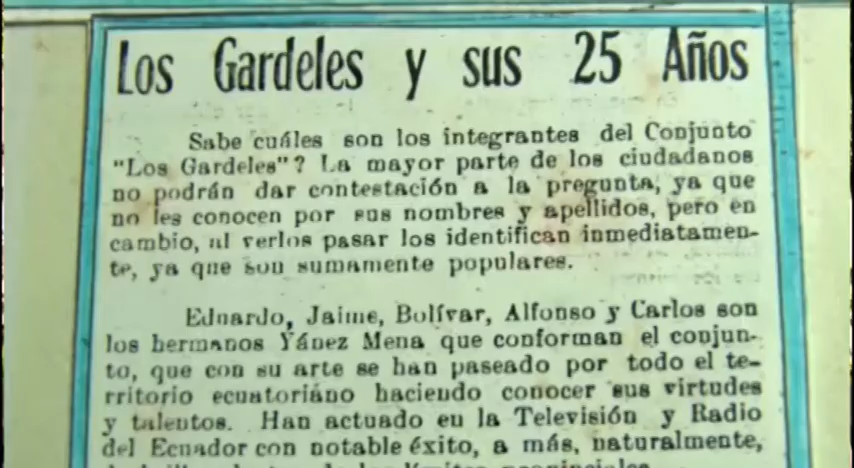 Los Gardeles y sus 25 Años
Sabe cuáles son los integrantes del Conjunto
"Los Gardeles"? La mayor parte de los ciudadanos
no podrán dar contestación a la pregunta, ya que
no les conocen por sus nombres y apellidos, pero en
cambio, al verlos pasar los identifican inmediatamen-
te, ya que son sumamente populares.
Eduardo, Jaime, Bolívar, Alfonso y Carlos son
los hermanos Yánez Mena que conforman el conjun-
to, que con su arte se han paseado por todo el te-
rritorio ecuatoriáno haciendo conocer sus virtudes
y talentos. Han actuado en la Televisión y Radio
del Ecuador con notable éxito, a más, naturalmente,